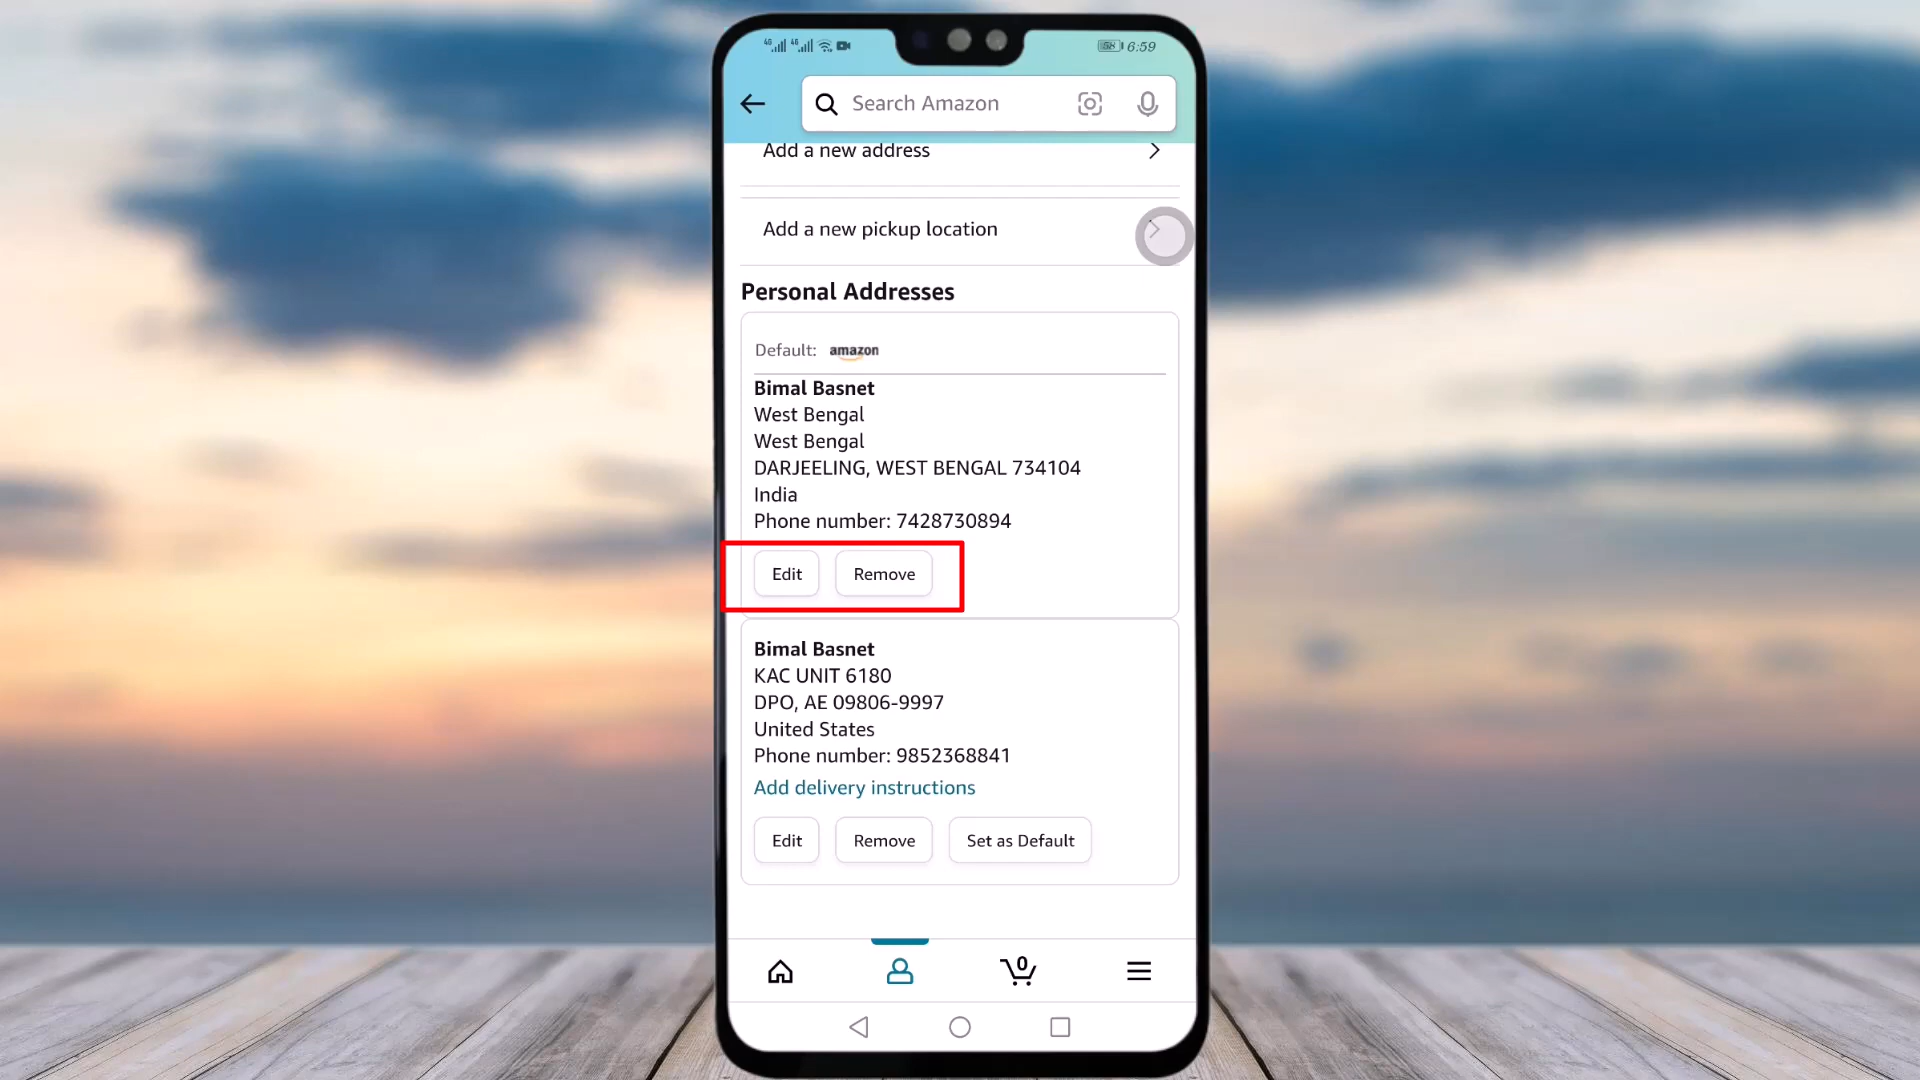 4G 4G 6:59
Search Amazon
Add a new address
Add a new pickup location
Personal Addresses
Default: amazon
Bimal Basnet
West Bengal
West Bengal
DARJEELING, WEST BENGAL 734104
India
Phone number: 7428730894
Edit Remove
Bimal Basnet
KAC UNIT 6180
DPO, AE 09806-9997
United States
Phone number: 9852368841
Add delivery instructions
Edit Remove Set as Default
0